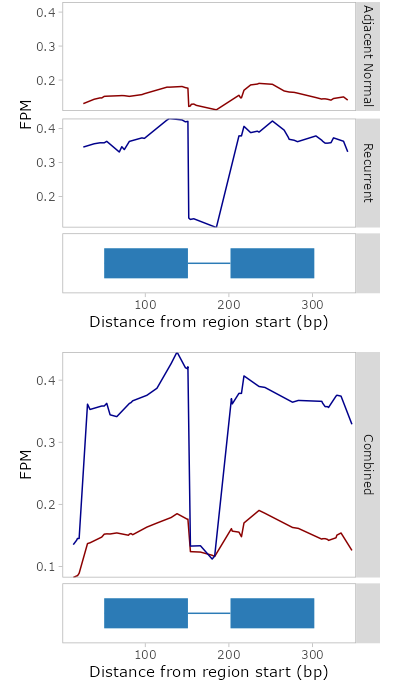 0.4
0.3
0.2
Adjacent Normal
FPM
0.4
0.3
0.2
Recurrent
100 200 300
Distance from region start (bp)
0.4
0.3
0.2
0.1
FPM
Combined
100 200 300
Distance from region start (bp)